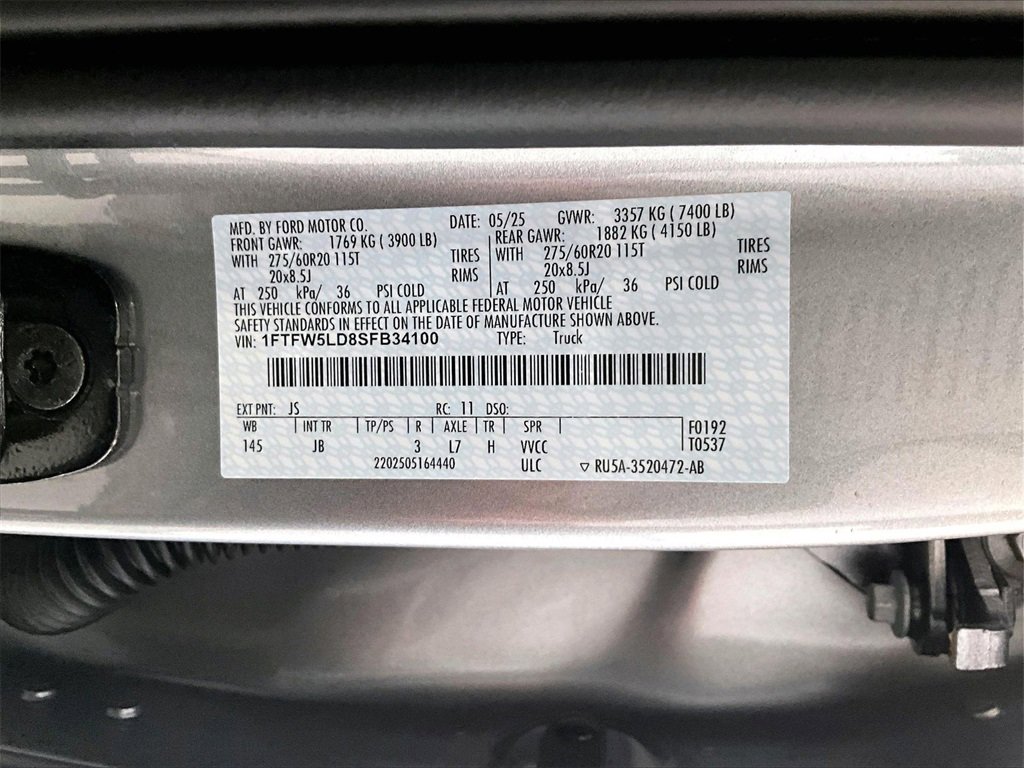 MFD. BY FORD MOTOR CO. DATE: 05/25 GVWR: 3357 KG ( 7400 LB)
FRONT GAWR: 1769 KG ( 3900 LB) REAR GAWR: 1882 KG ( 4150 LB)
WITH 275/60R20 115T TIRES WITH 275/60R20 115T TIRES
20x8.5J RIMS 20x8.5J RIMS
AT 250 kPa/ 36 PSI COLD AT 250 kPa/ 36 PSI COLD
THIS VEHICLE CONFORMS TO ALL APPLICABLE FEDERAL MOTOR VEHICLE
SAFETY STANDARDS IN EFFECT ON THE DATE OF MANUFACTURE SHOWN ABOVE.
VIN: 1FTFW5LD8SFB34100 TYPE: Truck
EXT PNT: JS RC: 11 DSO:
WB INT TR TP/PS R AXLE TR SPR F0192
145 JB 3 L7 H VVCC T0537
2202505164440 ULC RU5A-3520472-AB